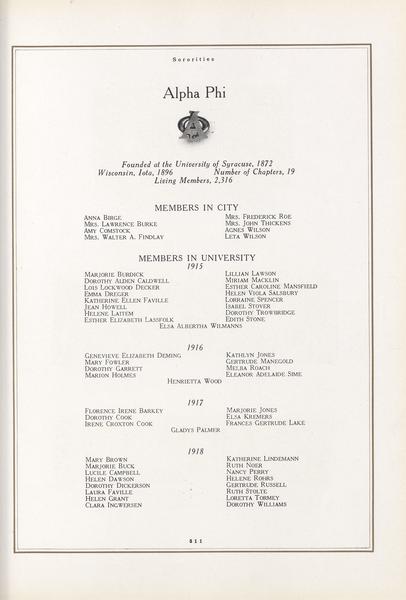 Sororities
Alpha Phi
Founded at the University of Syracuse, 1872
Wisconsin, Iota, 1896 Number of Chapters, 19
Living Members, 2,316
MEMBERS IN CITY
ANNA BIRGE
MRS. LAWRENCE BURKE
AMY COMSTOCK
MRS. WALTER A. FINDLAY
MRS. FREDERICK ROE
MRS. JOHN THICKENS
AGNES WILSON
LETA WILSON
MEMBERS IN UNIVERSITY
1915
MARJORIE BURDICK
DOROTHY ALDEN CALDWELL
LOIS LOCKWOOD DECKER
EMMA DREGER
KATHERINE ELLEN FAVILLE
JEAN HOWELL
HELENE LAITEM
ESTHER ELIZABETH LASSFOLK
LILLIAN LAWSON
MIRIAM MACKLIN
ESTHER CAROLINE MANSFIELD
HELEN VIOLA SALSBURY
LORRAINE SPENCER
ISABEL STOVER
DOROTHY TROWBRIDGE
EDITH STONE
ELSA ALBERTHA WILMANNS
1916
GENEVIEVE ELIZABETH DEMING
MARY FOWLER
DOROTHY GARRETT
MARION HOLMES
KATHLYN JONES
GERTRUDE MANEGOLD
MELBA ROACH
ELEANOR ADELAIDE SIME
HENRIETTA WOOD
1917
FLORENCE IRENE BARKEY
DOROTHY COOK
IRENE CROXTON COOK
MARJORIE JONES
ELSA KREMERS
FRANCES GERTRUDE LAKE
GLADYS PALMER
1918
MARY BROWN
MARJORIE BUCK
LUCILE CAMPBELL
HELEN DAWSON
DOROTHY DICKERSON
LAURA FAVILLE
HELEN GRANT
CLARA INGWERSEN
KATHERINE LINDEMANN
RUTH NOER
NANCY PERRY
HELENE ROHRS
GERTRUDE RUSSELL
RUTH STOLTE
LORETTA TORMEY
DOROTHY WILLIAMS
511